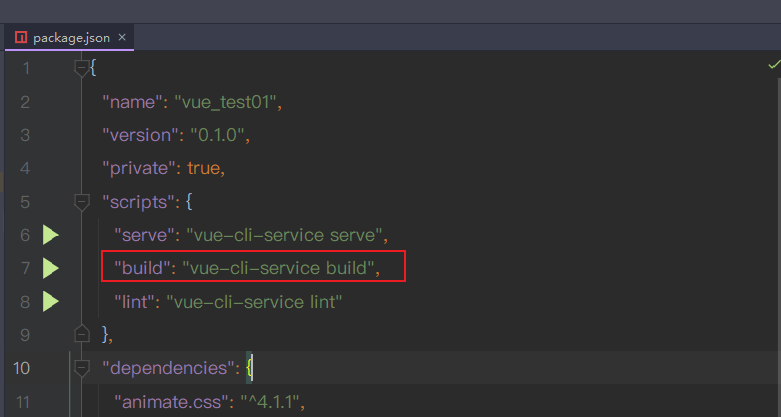 package.json ×
1 {
2 "name": "vue_test01",
3 "version": "0.1.0",
4 "private": true,
5 "scripts": {
6 "serve": "vue-cli-service serve",
7 "build": "vue-cli-service build",
8 "lint": "vue-cli-service lint"
9 },
10 "dependencies": {
11 "animate.css": "^4.1.1",